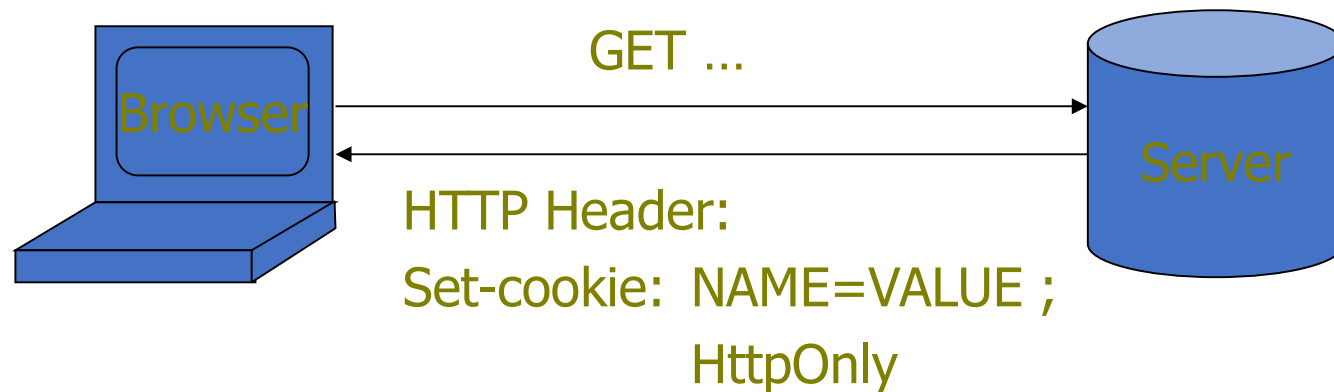 GET ...
Browser
Server
HTTP Header:
Set-cookie: NAME=VALUE ;
HttpOnly